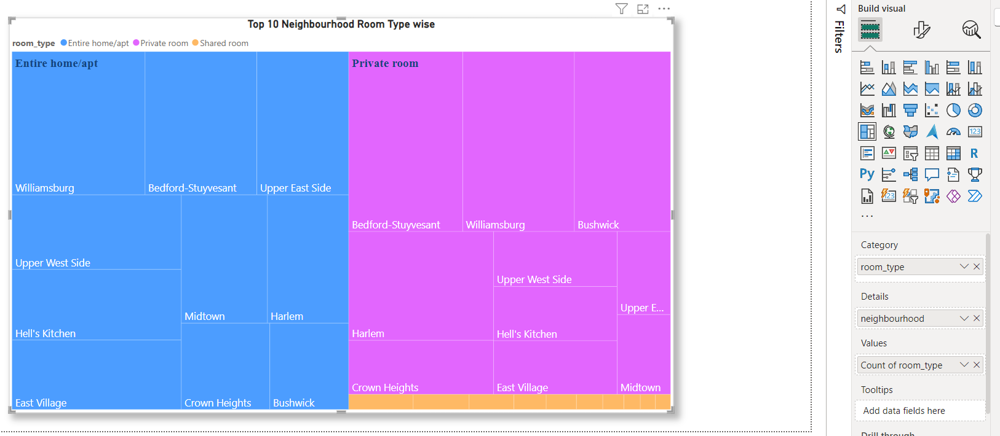 Top 10 Neighbourhood Room Type wise
room_type Entire home/apt Private room Shared room
Entire home/apt
Williamsburg
Bedford-Stuyvesant
Upper East Side
Upper West Side
Hell's Kitchen
East Village
Midtown
Harlem
Crown Heights
Bushwick
Private room
Bedford-Stuyvesant
Williamsburg
Bushwick
Harlem
Crown Heights
Upper West Side
Hell's Kitchen
East Village
Upper E...
Midtown
Filters
Build visual
123
R
Py
123
Category
room_type
Details
neighbourhood
Values
Count of room_type
Tooltips
Add data fields here
Drill through